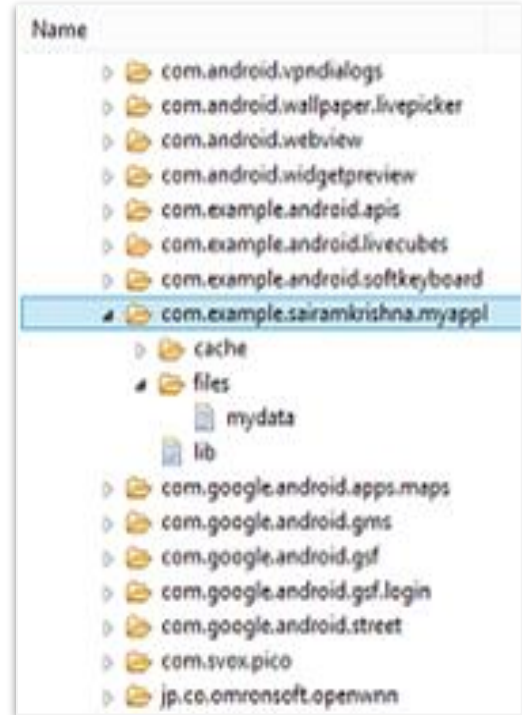 Name
com.android.vpndialogs
com.android.wallpaper.livepicker
com.android.webview
com.android.widgetpreview
com.example.android.apis
com.example.android.livecubes
com.example.android.softkeyboard
com.example.sairamkrishna.myappl
cache
files
mydata
lib
com.google.android.apps.maps
com.google.android.gms
com.google.android.gsf
com.google.android.gsf.login
com.google.android.street
com.svox.pico
jp.co.omronsoft.openwnn